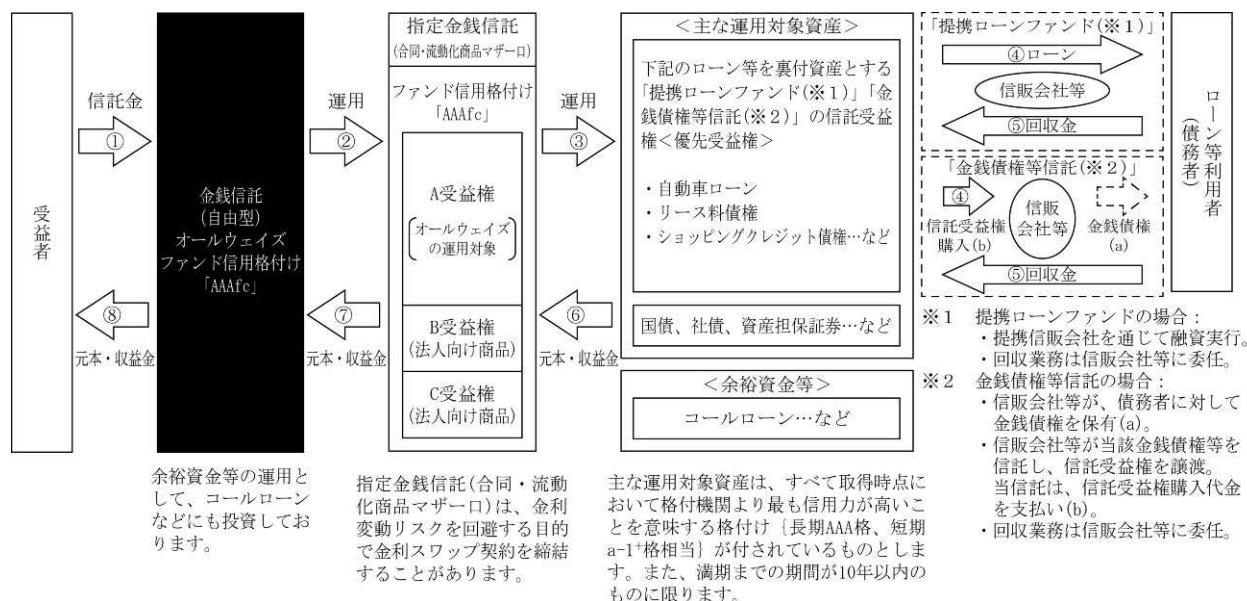 受益者
信託金
①
⑧
元本・収益金
金銭信託
(自由型)
オールウェイズ
ファンド信用格付け
「AAAfc」
余裕資金等の運用と
して、コールローン
などにも投資してお
ります。
運用
②
⑦
元本・収益金
指定金銭信託
(合同・流動化商品マザー口)
ファンド信用格付け
「AAAfc」
A受益権
オールウェイズ
の運用対象
B受益権
(法人向け商品)
C受益権
(法人向け商品)
指定金銭信託(合同・流動
化商品マザー口)は、金利
変動リスクを回避する目的
で金利スワップ契約を締結
することがあります。
運用
③
⑥
元本・収益金
＜主な運用対象資産＞
下記のローン等を裏付資産とする
「提携ローンファンド(※1)」「金
銭債権等信託(※2)」の信託受益
権＜優先受益権＞
・自動車ローン
・リース料債権
・ショッピングクレジット債権…など
国債、社債、資産担保証券…など
＜余裕資金等＞
コールローン…など
主な運用対象資産は、すべて取得時点に
おいて格付機関より最も信用力が高いこ
とを意味する格付け｛長期AAA格、短期
a-1⁺格相当｝が付されているものとしま
す。また、満期までの期間が10年以内の
ものに限ります。
「提携ローンファンド(※1)」
④ローン
信販会社等
⑤回収金
「金銭債権等信託(※2)」
④
信託受益権
購入(b)
信販
会社等
金銭債権
(a)
⑤回収金
ローン等利用者
(債務者)
※1　提携ローンファンドの場合：
・提携信販会社を通じて融資実行。
・回収業務は信販会社等に委任。
※2　金銭債権等信託の場合：
・信販会社等が、債務者に対して
金銭債権を保有(a)。
・信販会社等が当該金銭債権等を
信託し、信託受益権を譲渡。
当信託は、信託受益権購入代金
を支払い(b)。
・回収業務は信販会社等に委任。